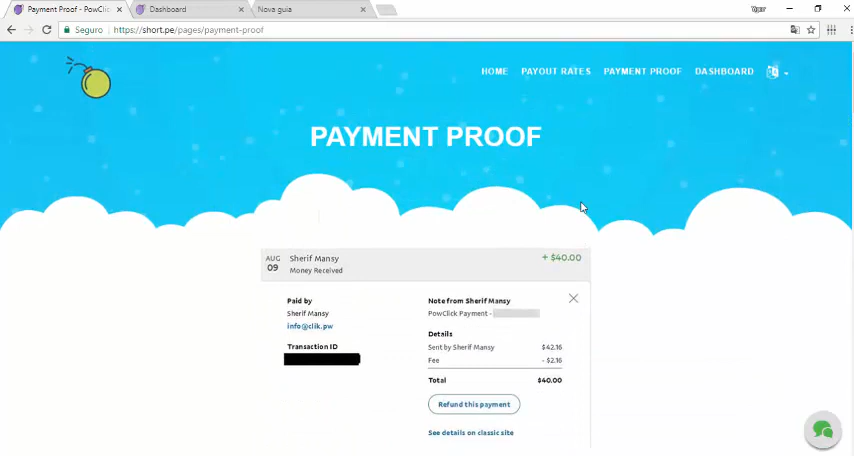 Payment Proof - PowClick
Dashboard
Nova guia
Seguro
https://short.pe/pages/payment-proof
HOME PAYOUT RATES PAYMENT PROOF DASHBOARD
PAYMENT PROOF
AUG
09
Sherif Mansy
Money Received
+ $40.00
Paid by
Sherif Mansy
info@clik.pw
Transaction ID
Note from Sherif Mansy
PowClick Payment -
Details
Sent by Sherif Mansy $42.16
Fee - $2.16
Total $40.00
Refund this payment
See details on classic site